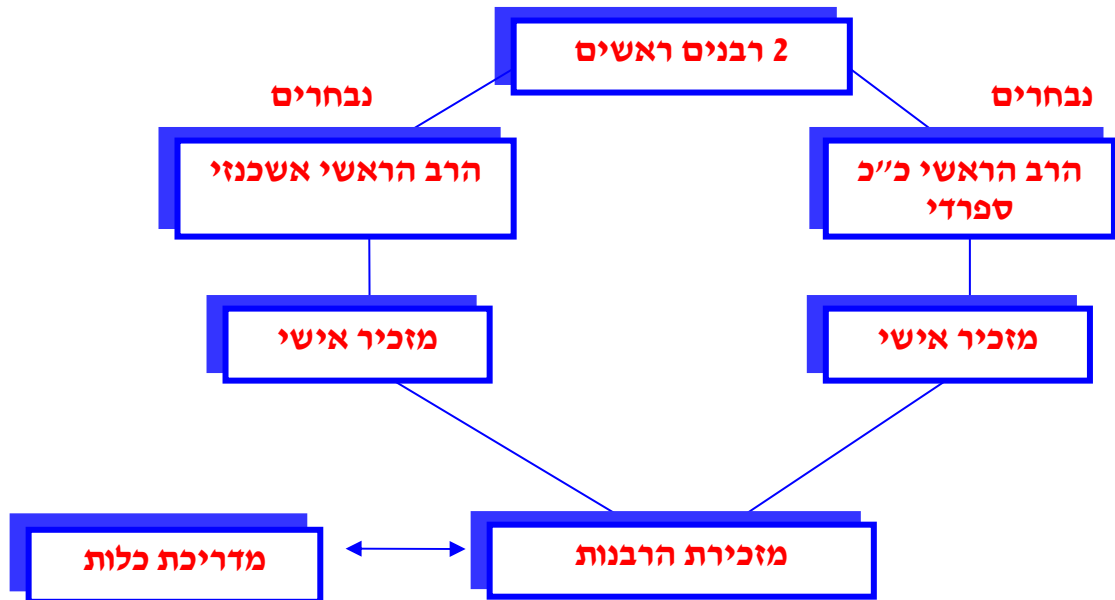 2 רבנים ראשים
נבחרים
נבחרים
הרב הראשי כ״כ
ספרדי
הרב הראשי אשכנזי
מזכיר אישי
מזכיר אישי
מזכירת הרבנות
מדריכת כלות